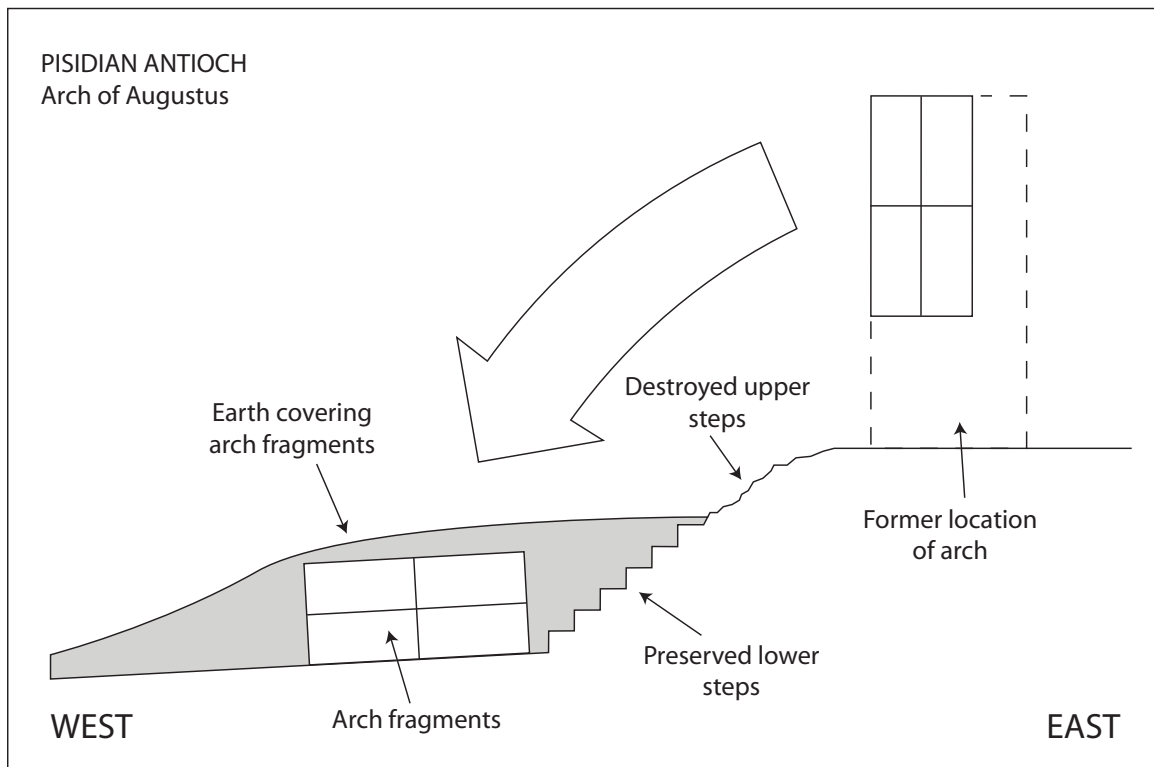 PISIDIAN ANTIOCH
Arch of Augustus
Earth covering
arch fragments
Destroyed upper
steps
Former location
of arch
Preserved lower
steps
Arch fragments
WEST
EAST